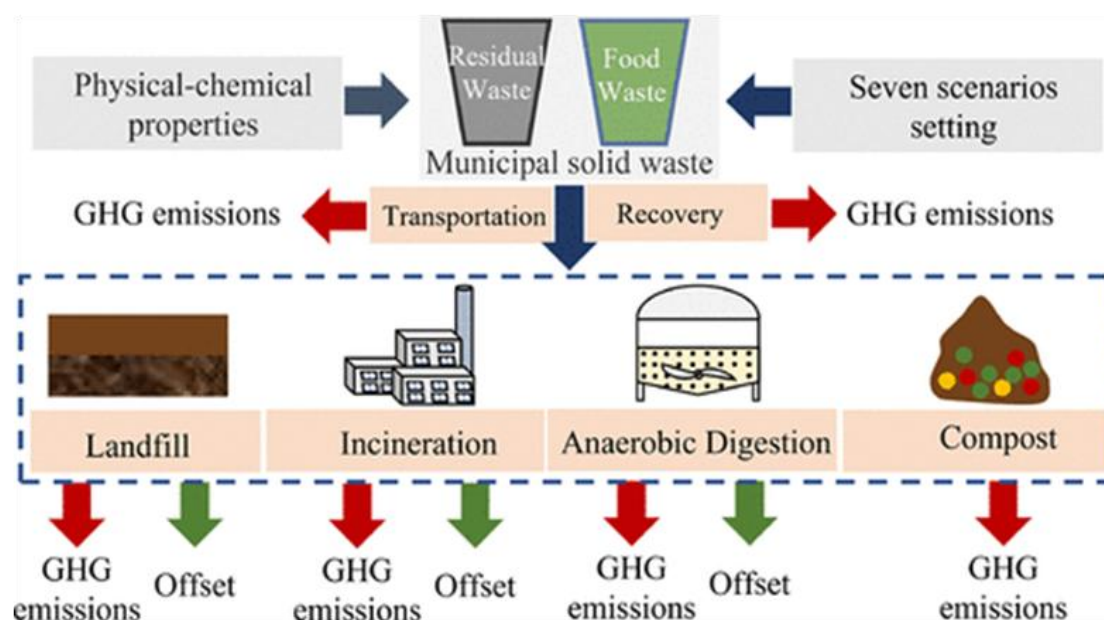 Physical-chemical
properties
Residual
Waste
Food
Waste
Municipal solid waste
Seven scenarios
setting
GHG emissions
Transportation
Recovery
GHG emissions
Landfill
Incineration
Anaerobic Digestion
Compost
GHG
emissions
Offset
GHG
emissions
Offset
GHG
emissions
Offset
GHG
emissions